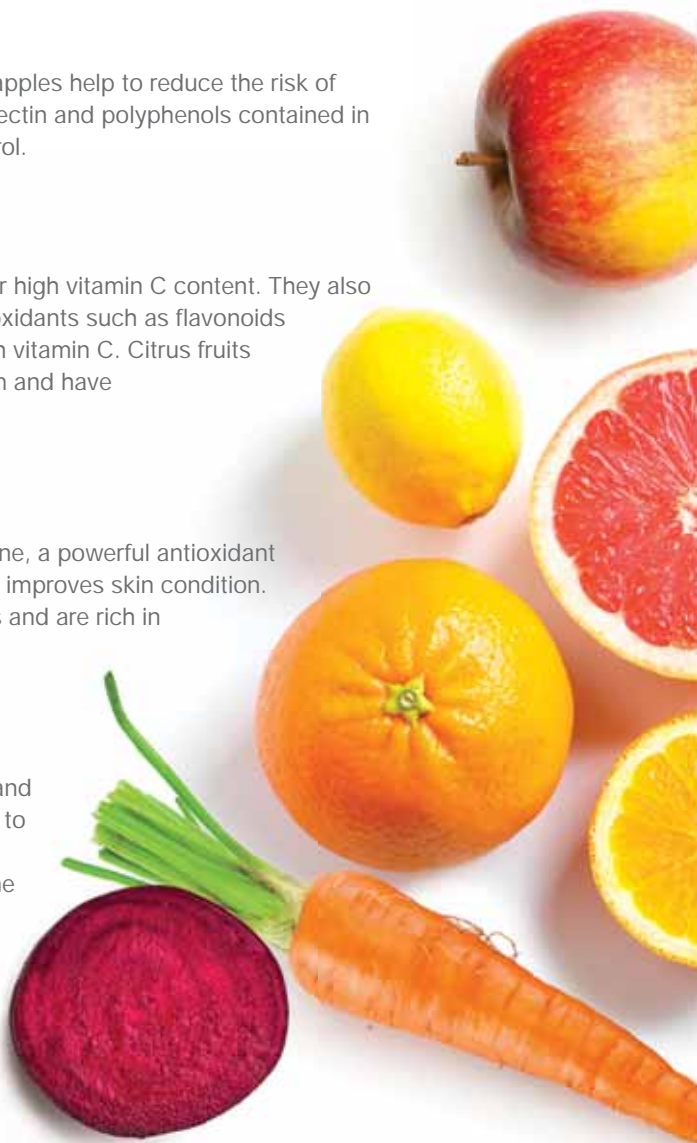 apples help to reduce the risk of
ectin and polyphenols contained in
rol.
r high vitamin C content. They also
oxidants such as flavonoids
n vitamin C. Citrus fruits
n and have
ne, a powerful antioxidant
improves skin condition.
s and are rich in
and
to
ne